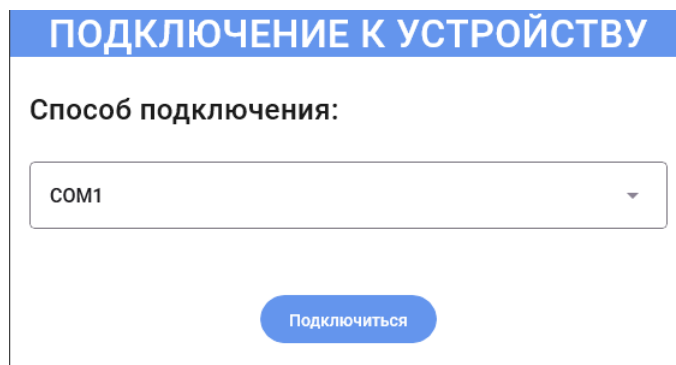 ПОДКЛЮЧЕНИЕ К УСТРОЙСТВУ
Способ подключения:
COM1
Подключиться